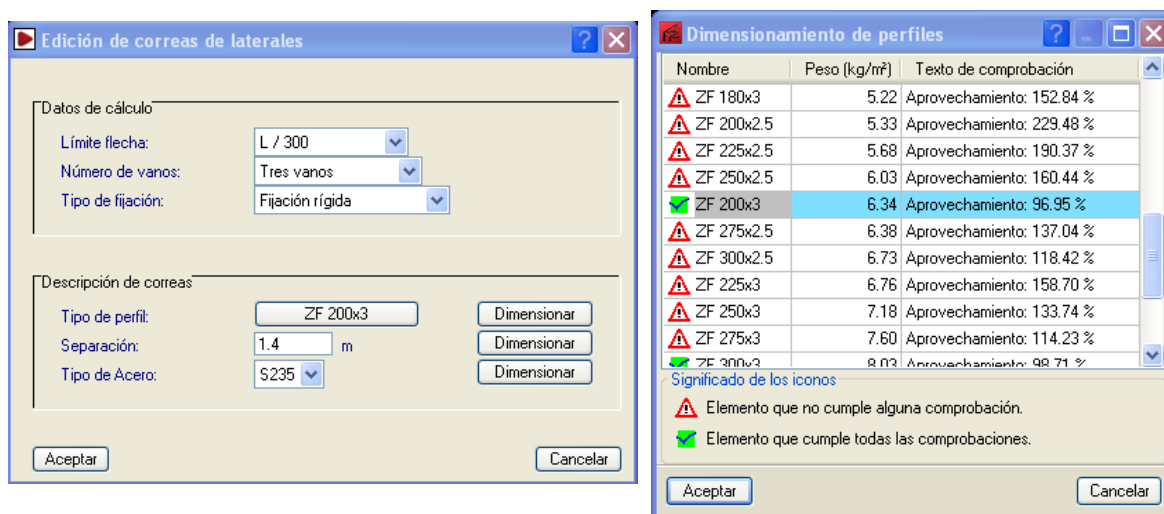 Edición de correas de laterales
Datos de cálculo
Límite flecha: L / 300
Número de vanos: Tres vanos
Tipo de fijación: Fijación rígida
Descripción de correas
Tipo de perfil: ZF 200x3 Dimensionar
Separación: 1.4 m Dimensionar
Tipo de Acero: S235 Dimensionar
Aceptar Cancelar
Dimensionamiento de perfiles
Nombre Peso (kg/m²) Texto de comprobación
ZF 180x3 5.22 Aprovechamiento: 152.84 %
ZF 200x2.5 5.33 Aprovechamiento: 229.48 %
ZF 225x2.5 5.68 Aprovechamiento: 190.37 %
ZF 250x2.5 6.03 Aprovechamiento: 160.44 %
ZF 200x3 6.34 Aprovechamiento: 96.95 %
ZF 275x2.5 6.38 Aprovechamiento: 137.04 %
ZF 300x2.5 6.73 Aprovechamiento: 118.42 %
ZF 225x3 6.76 Aprovechamiento: 158.70 %
ZF 250x3 7.18 Aprovechamiento: 133.74 %
ZF 275x3 7.60 Aprovechamiento: 114.23 %
ZF 300x3 8.03 Aprovechamiento: 98.71 %
Significado de los iconos
Elemento que no cumple alguna comprobación.
Elemento que cumple todas las comprobaciones.
Aceptar Cancelar